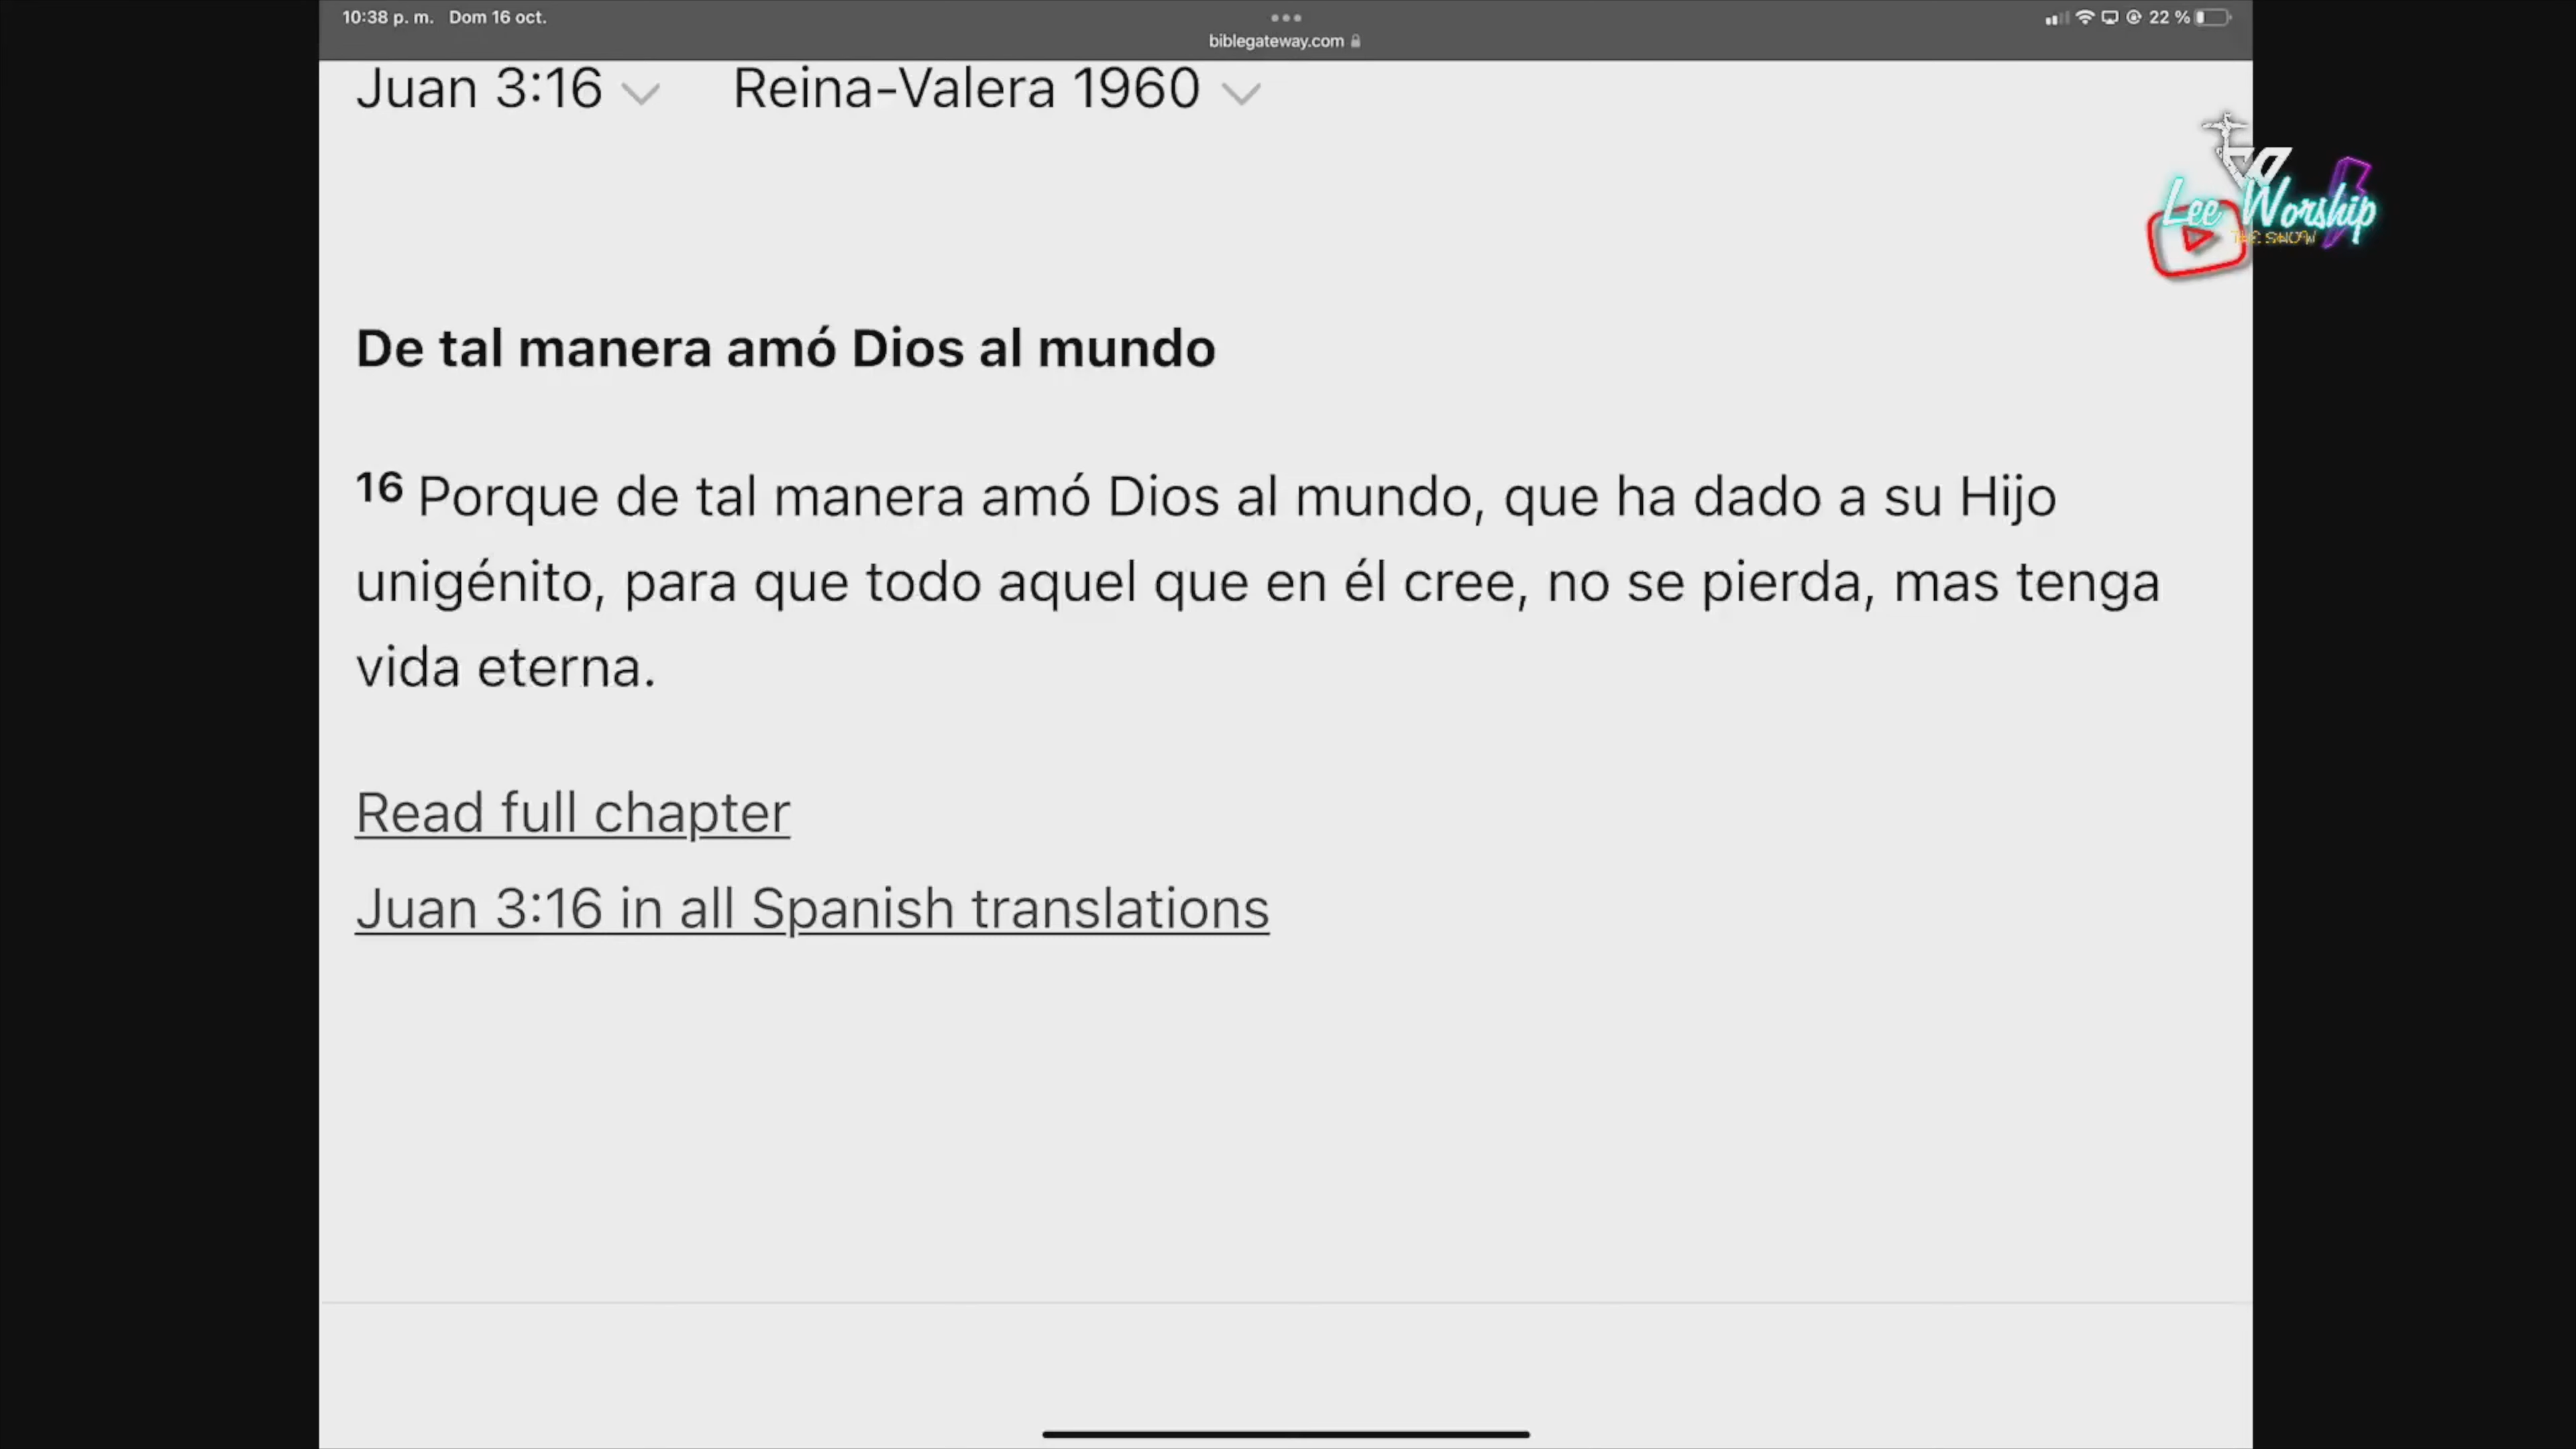 10:38 p. m. Dom 16 oct.
22 %
biblegateway.com
Juan 3:16 Reina-Valera 1960
Lee Worship
THE SHOW
De tal manera amó Dios al mundo
16 Porque de tal manera amó Dios al mundo, que ha dado a su Hijo
unigénito, para que todo aquel que en él cree, no se pierda, mas tenga
vida eterna.
Read full chapter
Juan 3:16 in all Spanish translations